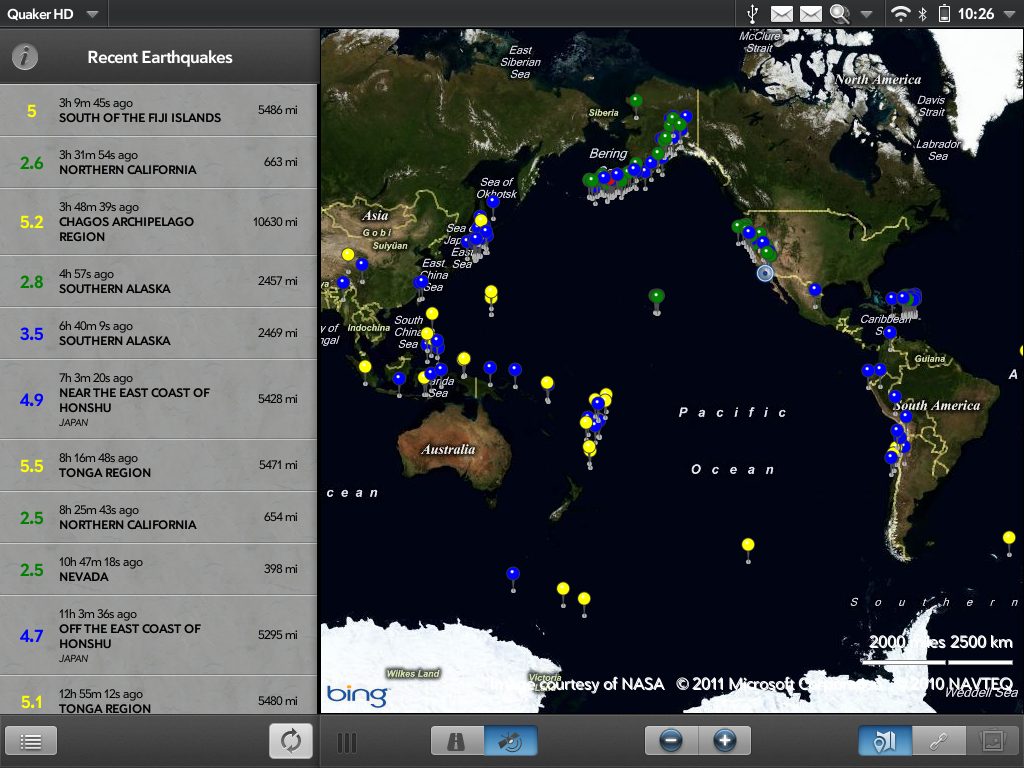 Quaker HD
10:26
Recent Earthquakes
5
3h 9m 45s ago
SOUTH OF THE FIJI ISLANDS
5486 mi
2.6
3h 31m 54s ago
NORTHERN CALIFORNIA
663 mi
5.2
3h 48m 39s ago
CHAGOS ARCHIPELAGO
REGION
10630 mi
2.8
4h 57s ago
SOUTHERN ALASKA
2457 mi
3.5
6h 40m 9s ago
SOUTHERN ALASKA
2469 mi
4.9
7h 3m 20s ago
NEAR THE EAST COAST OF
HONSHU
JAPAN
5428 mi
5.5
8h 16m 48s ago
TONGA REGION
5471 mi
2.5
8h 25m 43s ago
NORTHERN CALIFORNIA
654 mi
2.5
10h 47m 18s ago
NEVADA
398 mi
4.7
11h 3m 36s ago
OFF THE EAST COAST OF
HONSHU
JAPAN
5295 mi
5.1
12h 55m 12s ago
TONGA REGION
5480 mi
McClure
Strait
East
Siberian
Sea
North America
Davis
Strait
Siberia
Labrador
Sea
Bering
Sea of
Okhotsk
Asia
Gobi
Suiyüan
East
Sea
East
China
Sea
South
China
Sea
Indochina
Caribbean
Guiana
Sea
South America
Pacific
Australia
Ocean
cean
Southern
2000 miles 2500 km
Wilkes Land
Victoria
courtesy of NASA © 2011 Microsoft
2010 NAVTEQ
Weddell Sea
bing